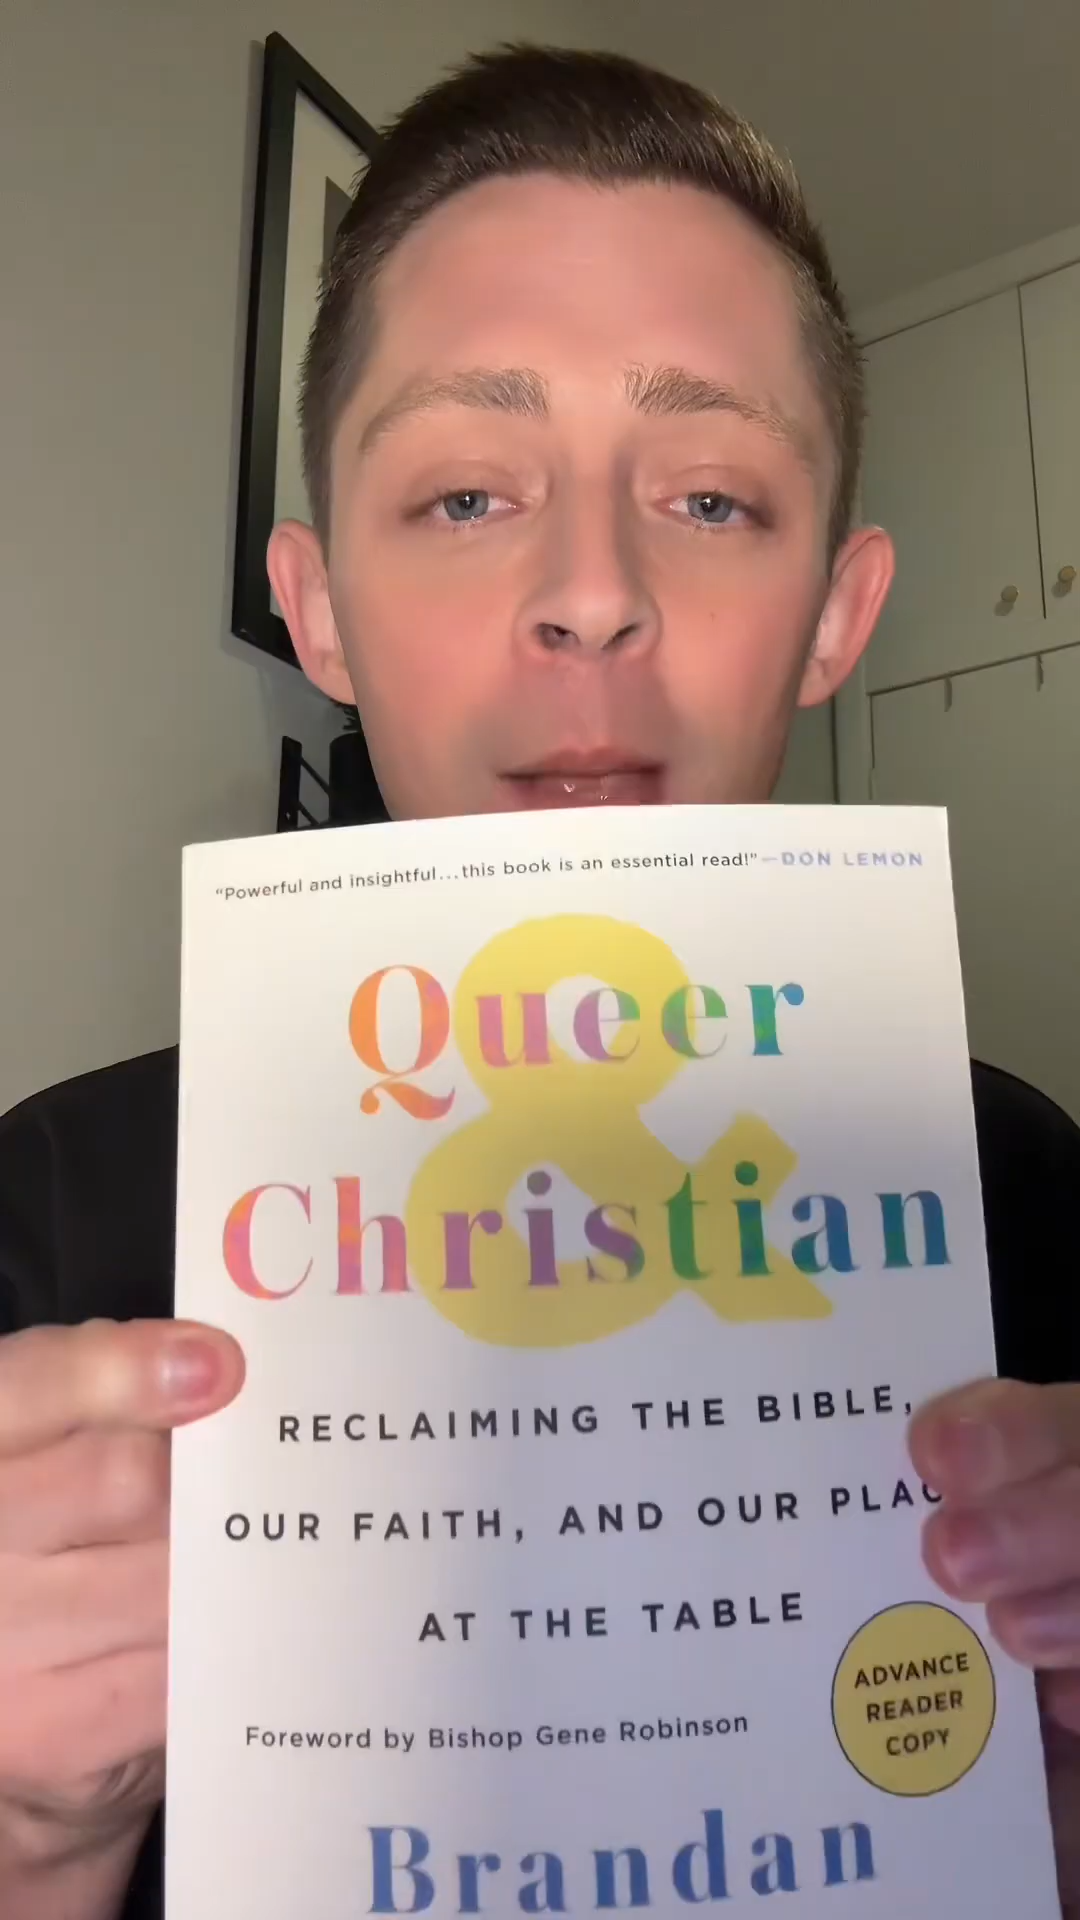 “Powerful and insightful...this book is an essential read!”—DON LEMON
Queer
&
Christian
RECLAIMING THE BIBLE,
OUR FAITH, AND OUR PLAC
AT THE TABLE
ADVANCE
READER
COPY
Foreword by Bishop Gene Robinson
Brandan